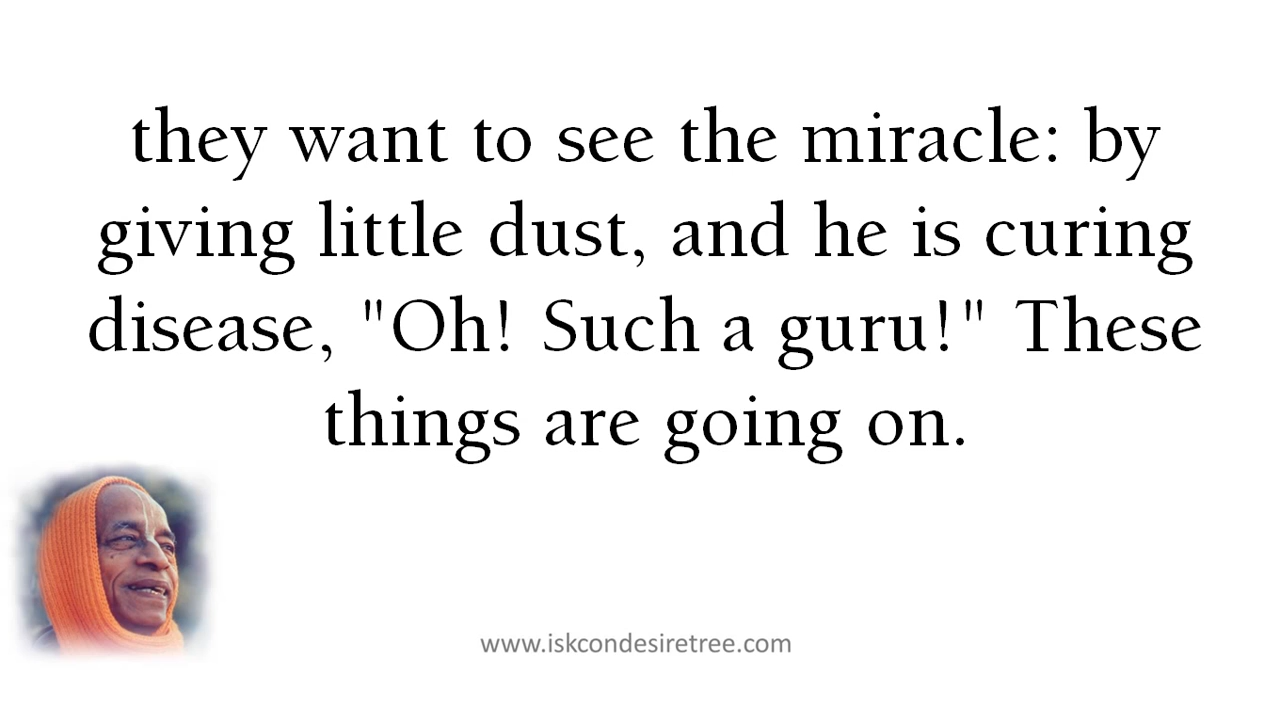 they want to see the miracle: by
giving little dust, and he is curing
disease, "Oh! Such a guru!" These
things are going on.
www.iskcondesiretree.com